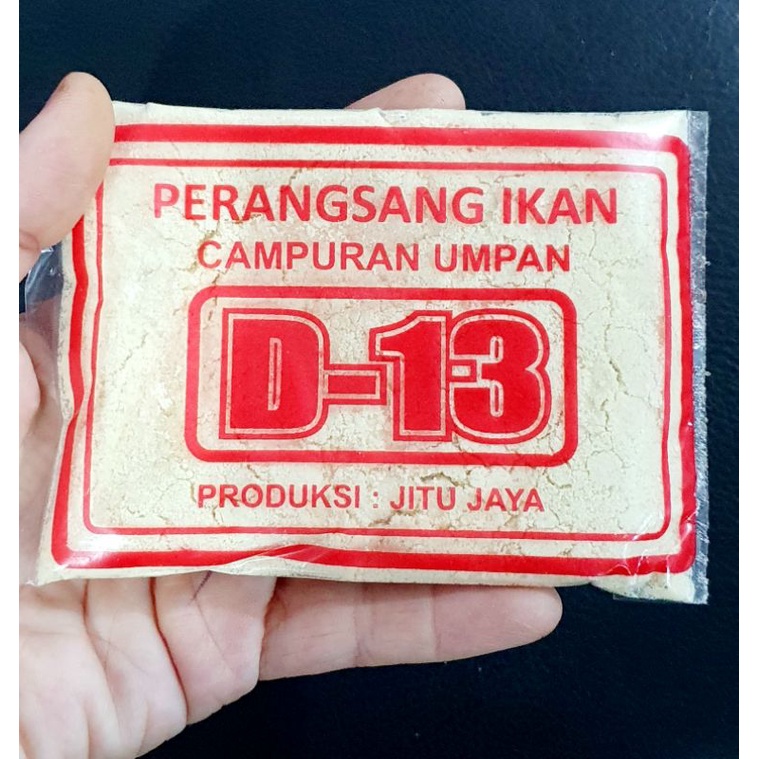 PERANGSANG IKAN
CAMPURAN UMPAN
D-13
PRODUKSI : JITU JAYA